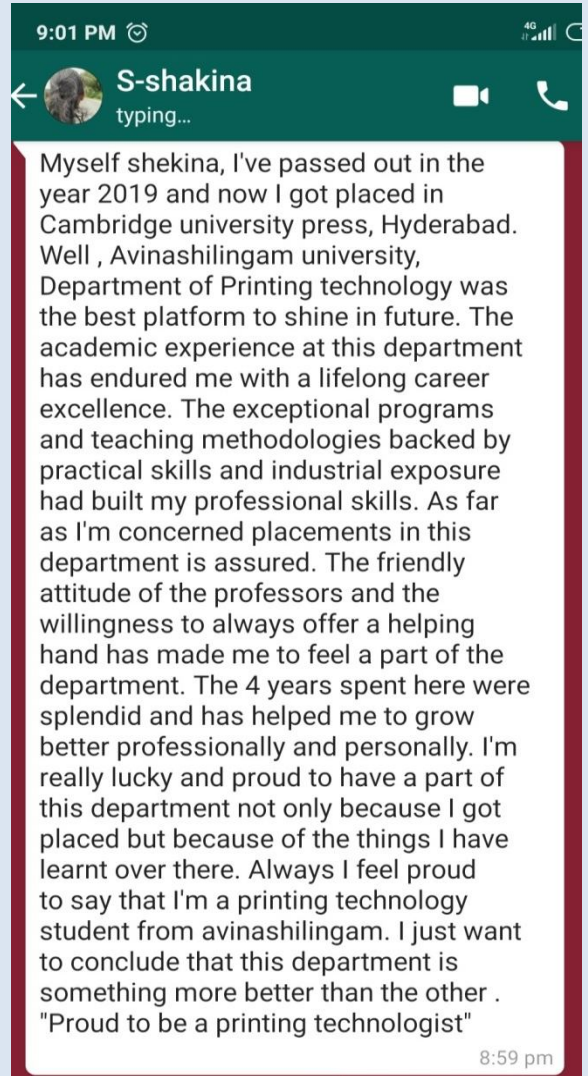 9:01 PM
4G
S-shakina
typing...
Myself shekina, I've passed out in the
year 2019 and now I got placed in
Cambridge university press, Hyderabad.
Well , Avinashilingam university,
Department of Printing technology was
the best platform to shine in future. The
academic experience at this department
has endured me with a lifelong career
excellence. The exceptional programs
and teaching methodologies backed by
practical skills and industrial exposure
had built my professional skills. As far
as I'm concerned placements in this
department is assured. The friendly
attitude of the professors and the
willingness to always offer a helping
hand has made me to feel a part of the
department. The 4 years spent here were
splendid and has helped me to grow
better professionally and personally. I'm
really lucky and proud to have a part of
this department not only because I got
placed but because of the things I have
learnt over there. Always I feel proud
to say that I'm a printing technology
student from avinashilingam. I just want
to conclude that this department is
something more better than the other .
"Proud to be a printing technologist"
8:59 pm